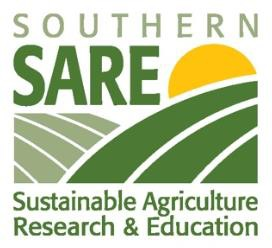 SOUTHERN
SARE
Sustainable Agriculture
Research & Education